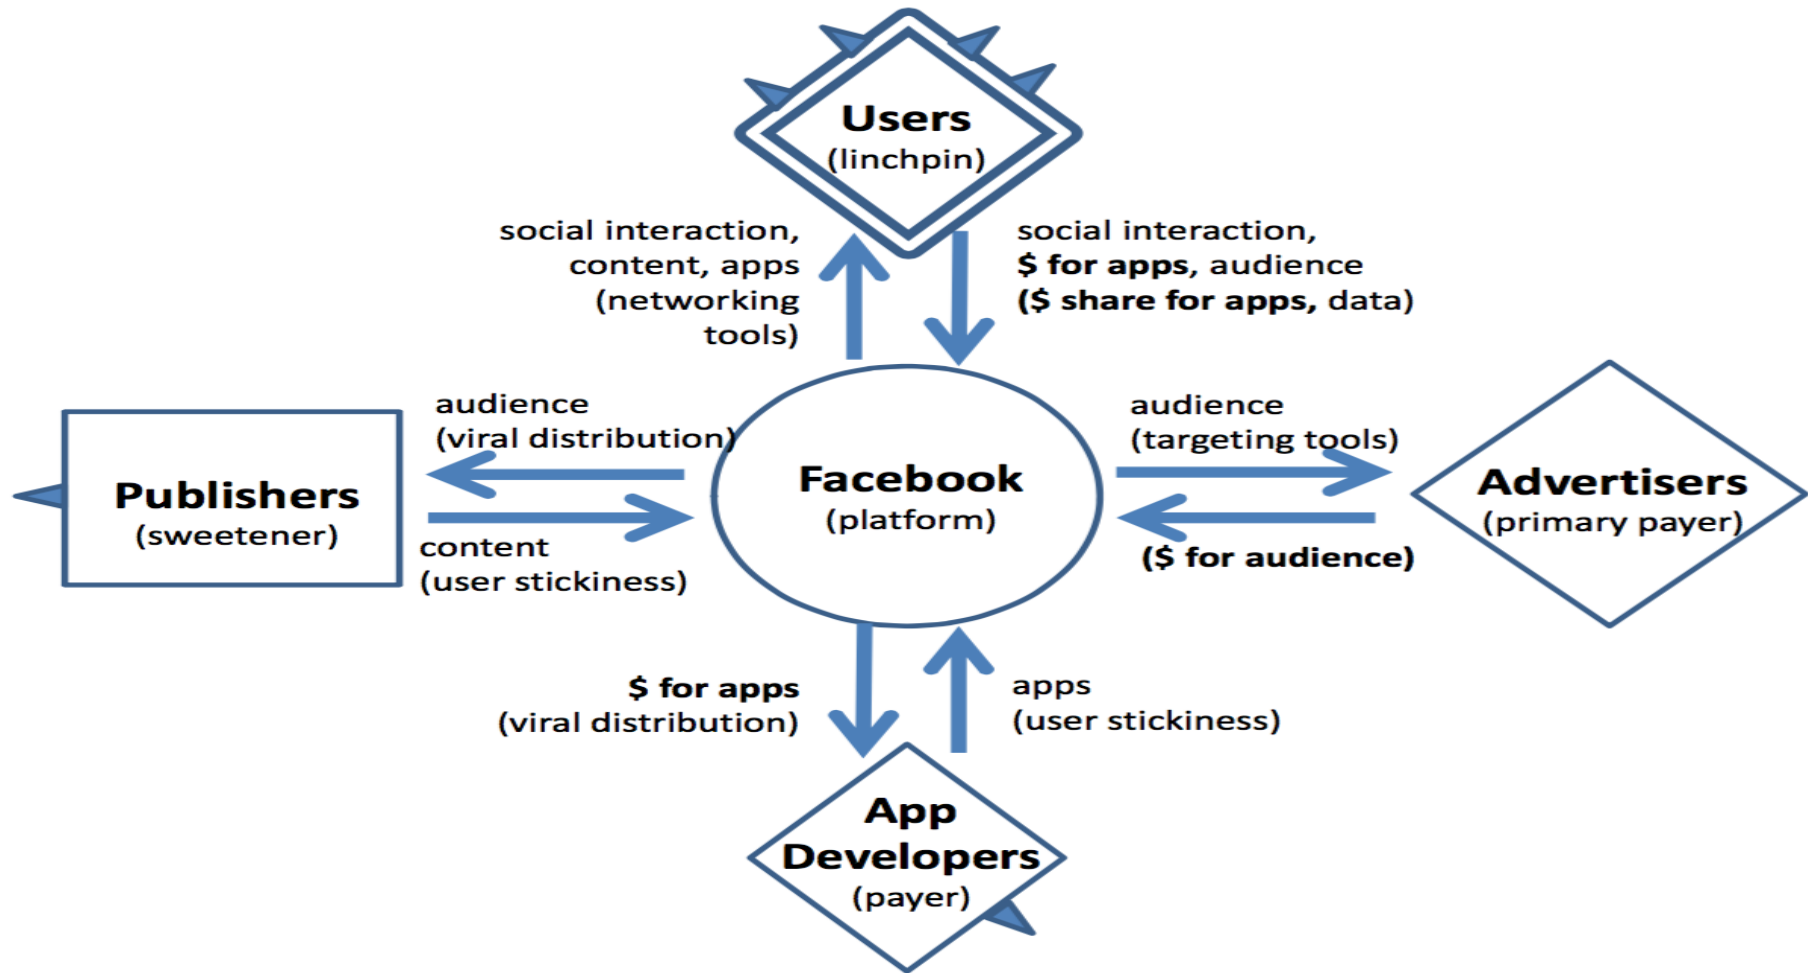 Users
(linchpin)
social interaction,
content, apps
(networking
tools)
social interaction,
$ for apps, audience
($ share for apps, data)
audience
(viral distribution)
Publishers
(sweetener)
content
(user stickiness)
Facebook
(platform)
audience
(targeting tools)
($ for audience)
Advertisers
(primary payer)
$ for apps
(viral distribution)
apps
(user stickiness)
App
Developers
(payer)